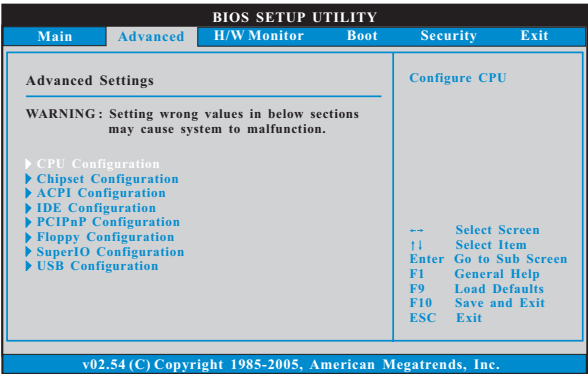 BIOS SETUP UTILITY
Main Advanced H/W Monitor Boot Security Exit
Advanced Settings
WARNING : Setting wrong values in below sections
may cause system to malfunction.
CPU Configuration
Chipset Configuration
ACPI Configuration
IDE Configuration
PCIPnP Configuration
Floppy Configuration
SuperIO Configuration
USB Configuration
Configure CPU
←→ Select Screen
↑↓ Select Item
Enter Go to Sub Screen
F1 General Help
F9 Load Defaults
F10 Save and Exit
ESC Exit
v02.54 (C) Copyright 1985-2005, American Megatrends, Inc.